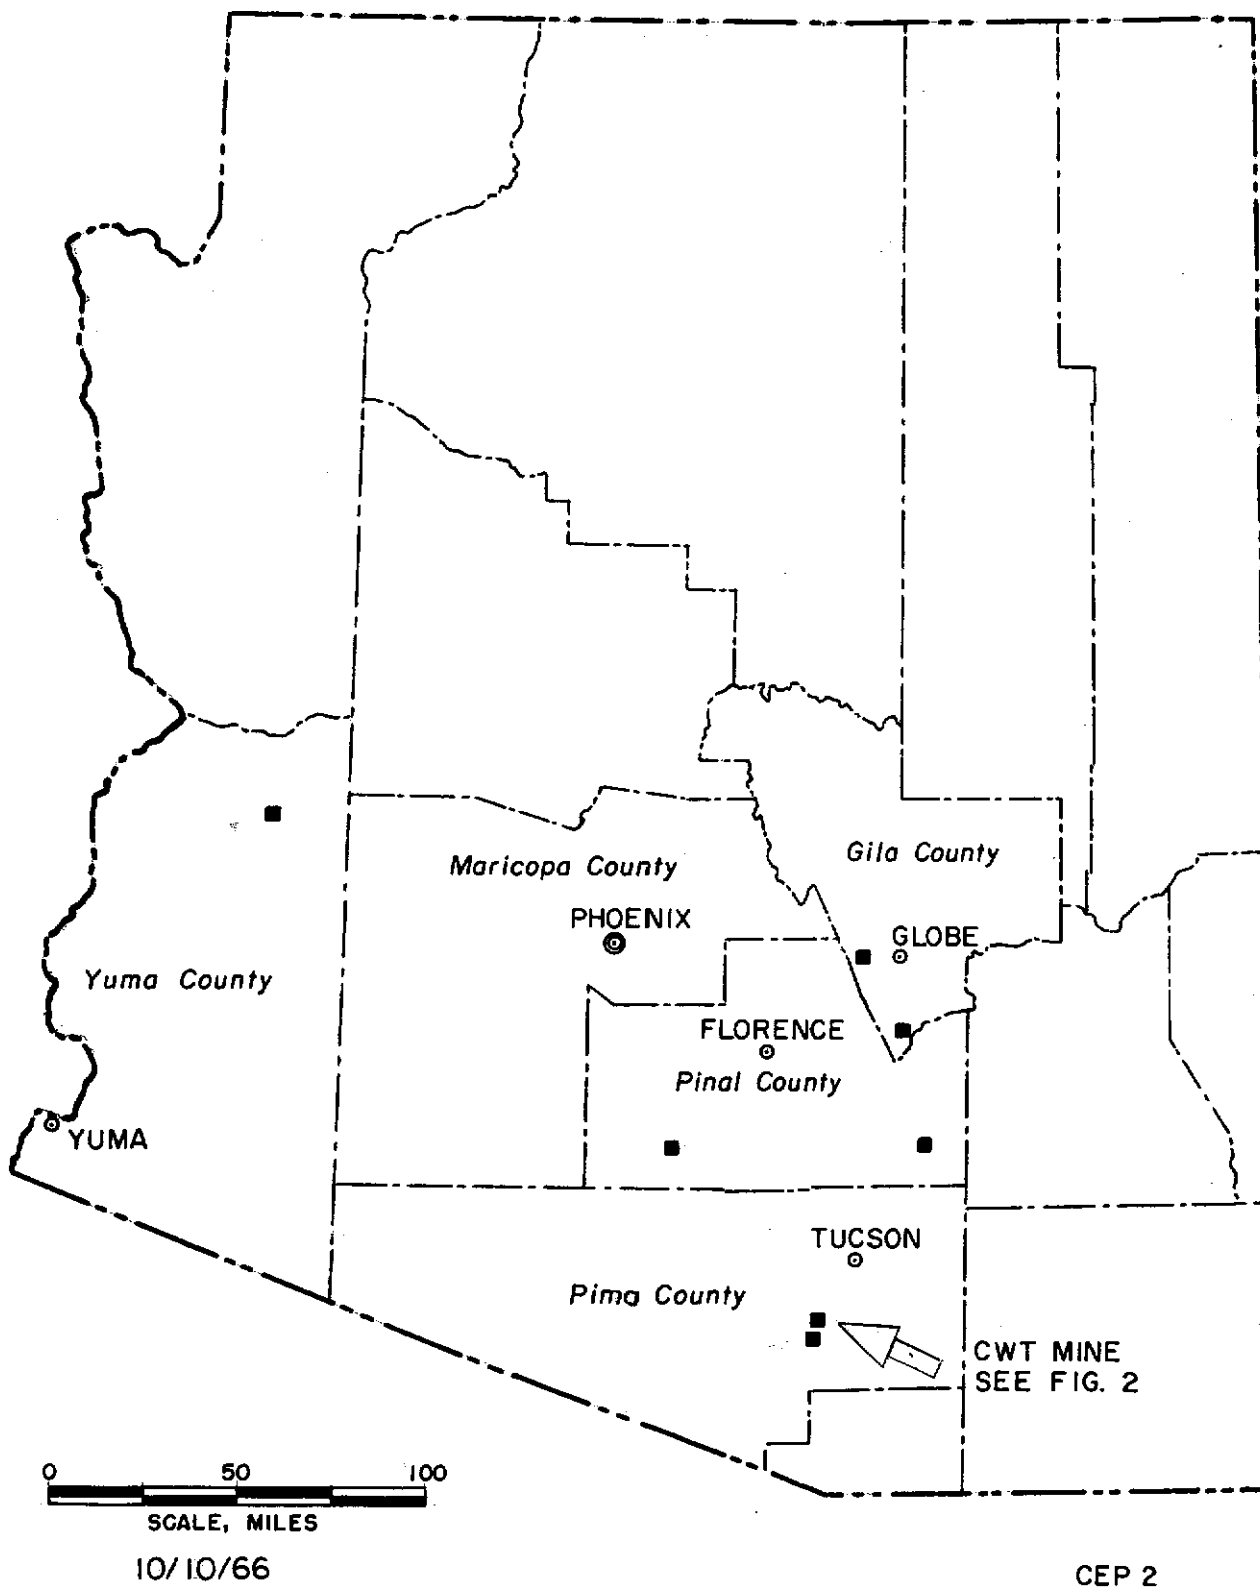 Maricopa County
Gila County
PHOENIX
GLOBE
Yuma County
FLORENCE
Pinal County
YUMA
TUCSON
Pima County
CWT MINE
SEE FIG. 2
0 50 100
SCALE, MILES
10/10/66
CEP 2